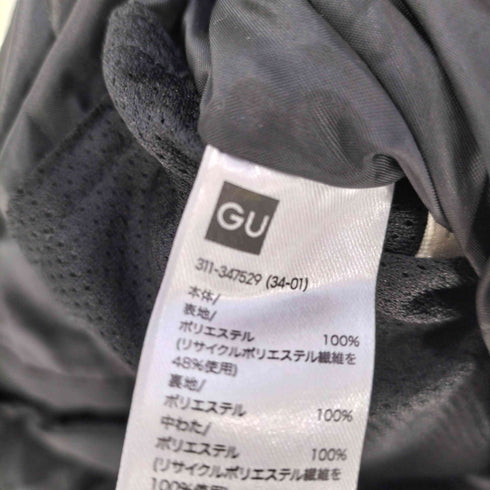 GU
311-347529 (34-01)
本体/
表地/
ポリエステル 100%
(リサイクルポリエステル繊維を
48%使用)
裏地/
ポリエステル 100%
中わた/
ポリエステル 100%
(リサイクルポリエステル繊維を
100%使用)